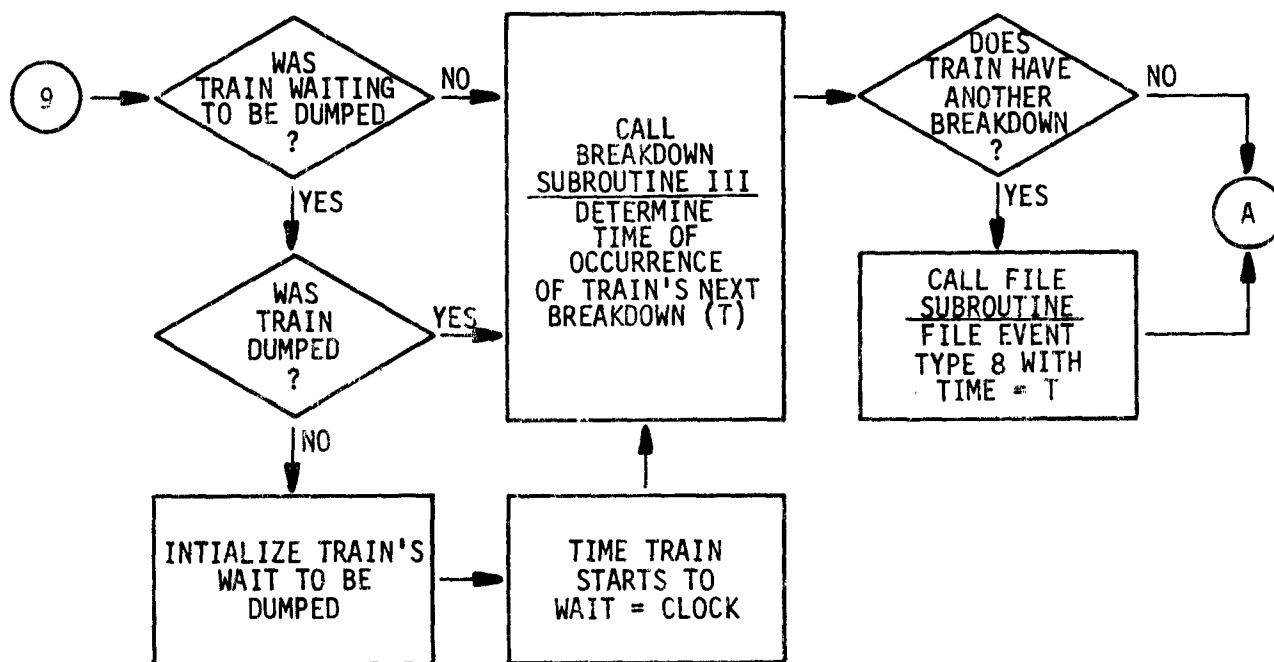 9
WAS
TRAIN WAITING
TO BE DUMPED
?
NO
YES
WAS
TRAIN
DUMPED
?
YES
NO
INTIALIZE TRAIN'S
WAIT TO BE
DUMPED
TIME TRAIN
STARTS TO
WAIT = CLOCK
CALL
BREAKDOWN
SUBROUTINE III
DETERMINE
TIME OF
OCCURRENCE
OF TRAIN'S NEXT
BREAKDOWN (T)
DOES
TRAIN HAVE
ANOTHER
BREAKDOWN
?
NO
YES
CALL FILE
SUBROUTINE
FILE EVENT
TYPE 8 WITH
TIME = T
A